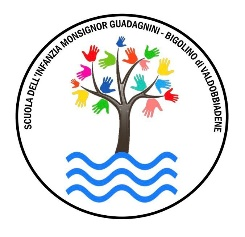 SCUOLA DELL'INFANZIA MONSIGNOR GUADAGNINI - BIGOLINO di VALDOBBIADENE